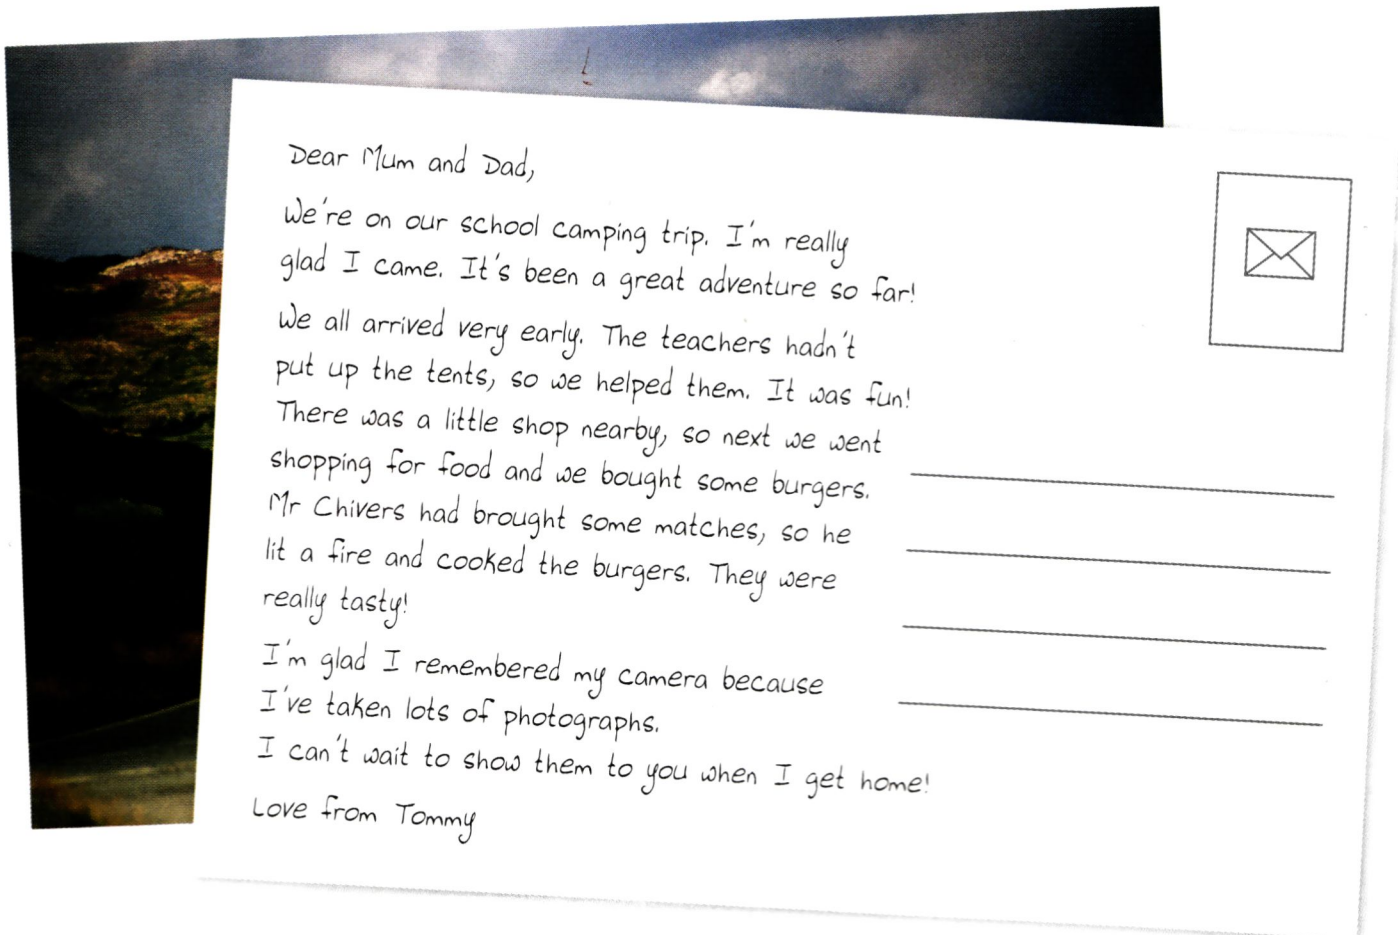 Dear Mum and Dad,
We're on our school camping trip. I'm really
glad I came. It's been a great adventure so far!
We all arrived very early. The teachers hadn't
put up the tents, so we helped them. It was fun!
There was a little shop nearby, so next we went
shopping for food and we bought some burgers.
Mr Chivers had brought some matches, so he
lit a fire and cooked the burgers. They were
really tasty!
I'm glad I remembered my camera because
I've taken lots of photographs.
I can't wait to show them to you when I get home!
Love from Tommy